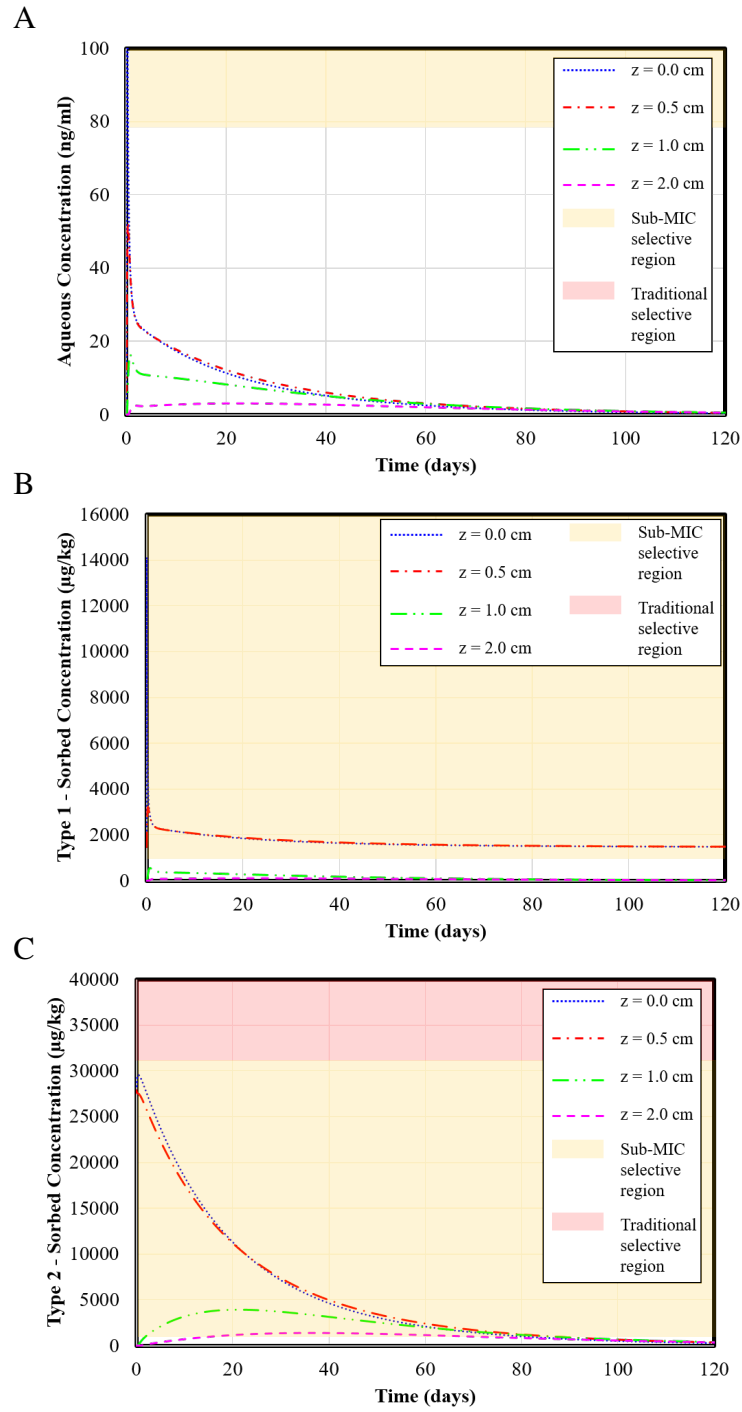 A
Aqueous Concentration (ng/ml)
100
80
60
40
20
0
0
20
40
60
80
100
120
Time (days)
z = 0.0 cm
z = 0.5 cm
z = 1.0 cm
z = 2.0 cm
Sub-MIC
selective
region
Traditional
selective
region
B
Type 1 - Sorbed Concentration (µg/kg)
16000
14000
12000
10000
8000
6000
4000
2000
0
0
20
40
60
80
100
120
Time (days)
z = 0.0 cm
z = 0.5 cm
z = 1.0 cm
z = 2.0 cm
Sub-MIC
selective
region
Traditional
selective
region
C
Type 2 - Sorbed Concentration (µg/kg)
40000
35000
30000
25000
20000
15000
10000
5000
0
0
20
40
60
80
100
120
Time (days)
z = 0.0 cm
z = 0.5 cm
z = 1.0 cm
z = 2.0 cm
Sub-MIC
selective
region
Traditional
selective
region